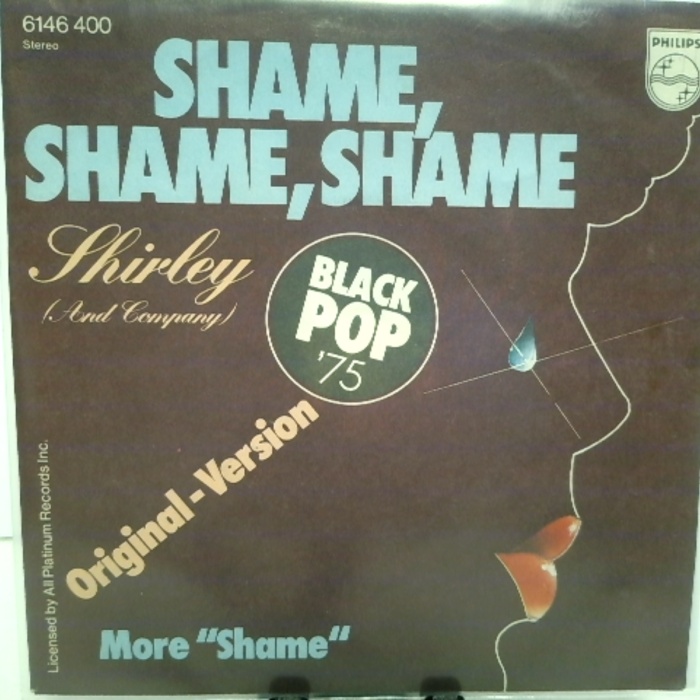 6146 400
Stereo
PHILIPS
SHAME,
SHAME, SHAME
Shirley
(And Company)
BLACK
POP
'75
Original - Version
Licensed by All Platinum Records Inc.
More "Shame"